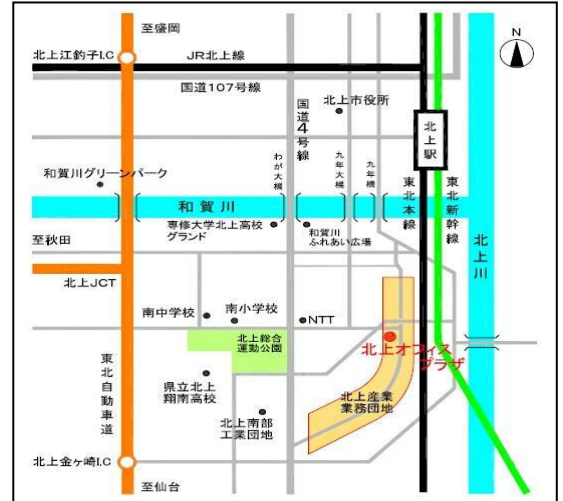 至盛岡
北上江釣子I.C
JR北上線
N
国道107号線
北上市役所
国道4号線
北上駅
わが大橋
九年大橋
九年橋
和賀川グリーンパーク
和賀川
東北本線
東北新幹線
専修大学北上高校
グランド
和賀川
ふれあい広場
至秋田
北上川
北上JCT
南中学校
南小学校
NTT
北上総合
運動公園
北上オフィス
プラザ
東北自動車道
県立北上
翔南高校
北上産業
業務団地
北上南部
工業団地
北上金ヶ崎I.C
至仙台